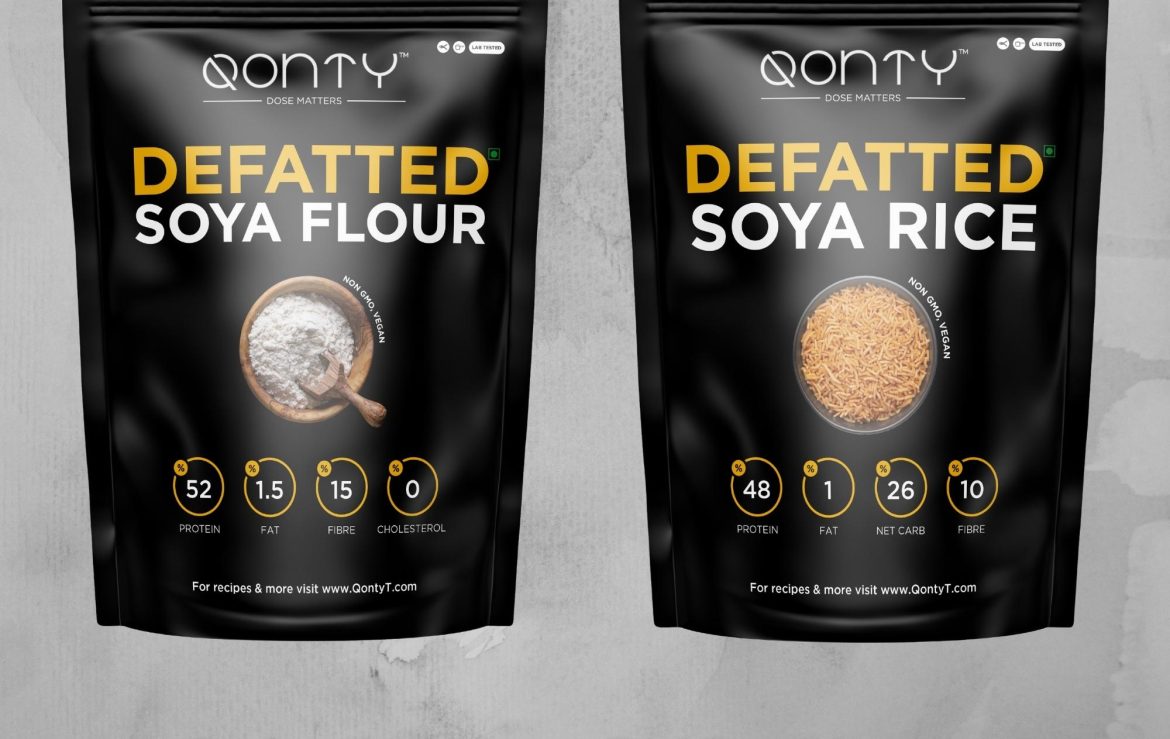 QONTY™
LAB TESTED
DOSE MATTERS
DEFATTED
SOYA FLOUR
NON GMO, VEGAN
% % % %
52 1.5 15 0
PROTEIN FAT FIBRE CHOLESTEROL
For recipes & more visit www.QontyT.com
QONTY™
LAB TESTED
DOSE MATTERS
DEFATTED
SOYA RICE
NON GMO, VEGAN
% % % %
48 1 26 10
PROTEIN FAT NET CARB FIBRE
For recipes & more visit www.QontyT.com